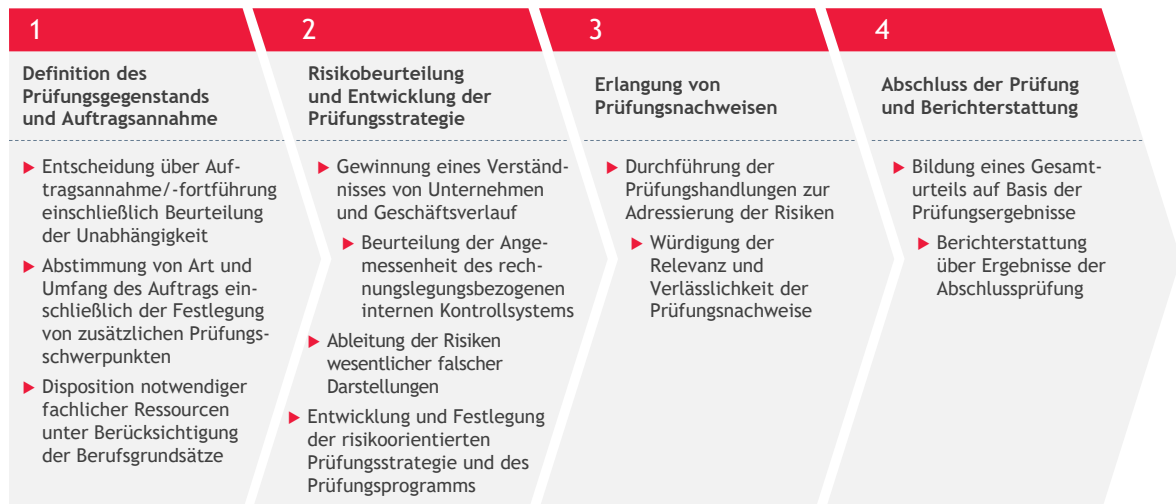 1
Definition des
Prüfungsgegenstands
und Auftragsannahme
▶ Entscheidung über Auf-
tragsannahme/-fortführung
einschließlich Beurteilung
der Unabhängigkeit
▶ Abstimmung von Art und
Umfang des Auftrags ein-
schließlich der Festlegung
von zusätzlichen Prüfungs-
schwerpunkten
▶ Disposition notwendiger
fachlicher Ressourcen
unter Berücksichtigung
der Berufsgrundsätze
2
Risikobeurteilung
und Entwicklung der
Prüfungsstrategie
▶ Gewinnung eines Verständ-
nisses von Unternehmen
und Geschäftsverlauf
▶ Beurteilung der Ange-
messenheit des rech-
nungslegungsbezogenen
internen Kontrollsystems
▶ Ableitung der Risiken
wesentlicher falscher
Darstellungen
▶ Entwicklung und Festlegung
der risikoorientierten
Prüfungsstrategie und des
Prüfungsprogramms
3
Erlangung von
Prüfungsnachweisen
▶ Durchführung der
Prüfungshandlungen zur
Adressierung der Risiken
▶ Würdigung der
Relevanz und
Verlässlichkeit der
Prüfungsnachweise
4
Abschluss der Prüfung
und Berichterstattung
▶ Bildung eines Gesamt-
urteils auf Basis der
Prüfungsergebnisse
▶ Berichterstattung
über Ergebnisse der
Abschlussprüfung